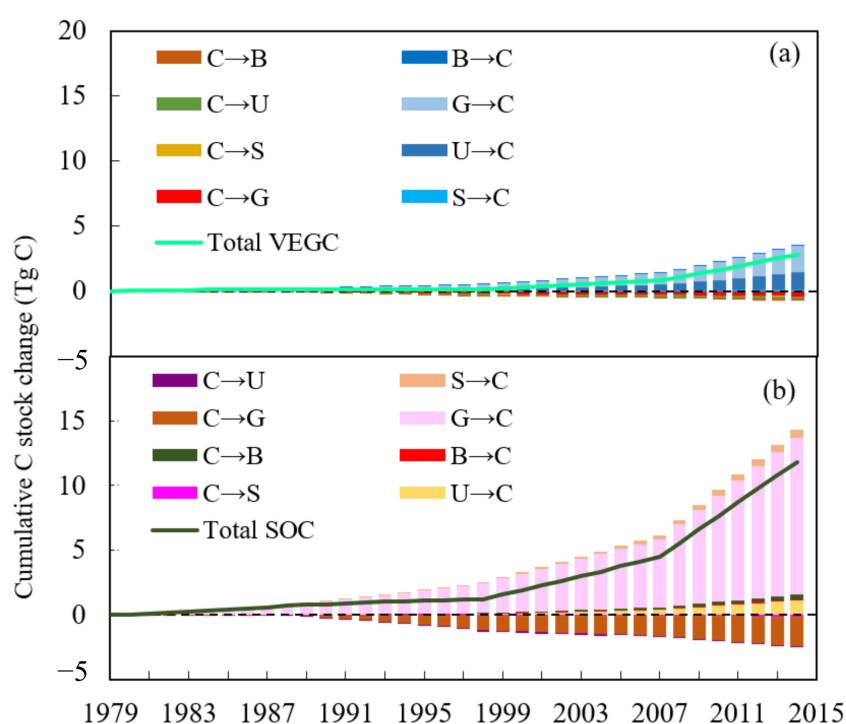 Cumulative C stock change (Tg C)
20
15
10
5
0
−5
(a)
C→B
B→C
C→U
G→C
C→S
U→C
C→G
S→C
Total VEGC
15
10
5
0
−5
(b)
C→U
S→C
C→G
G→C
C→B
B→C
C→S
U→C
Total SOC
1979 1983 1987 1991 1995 1999 2003 2007 2011 2015